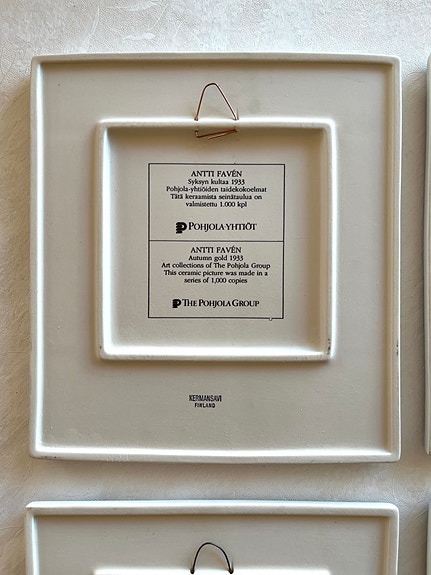 ANTTI FAVÉN
Syksyn kultaa 1933
Pohjola-yhtiöiden taidekokoelmat
Tätä keraamista seinätaulua on
valmistettu 1.000 kpl
POHJOLA-YHTIÖT
ANTTI FAVÉN
Autumn gold 1933
Art collections of The Pohjola Group
This ceramic picture was made in a
series of 1,000 copies
THE POHJOLA GROUP
KERMANSAVI
FINLAND